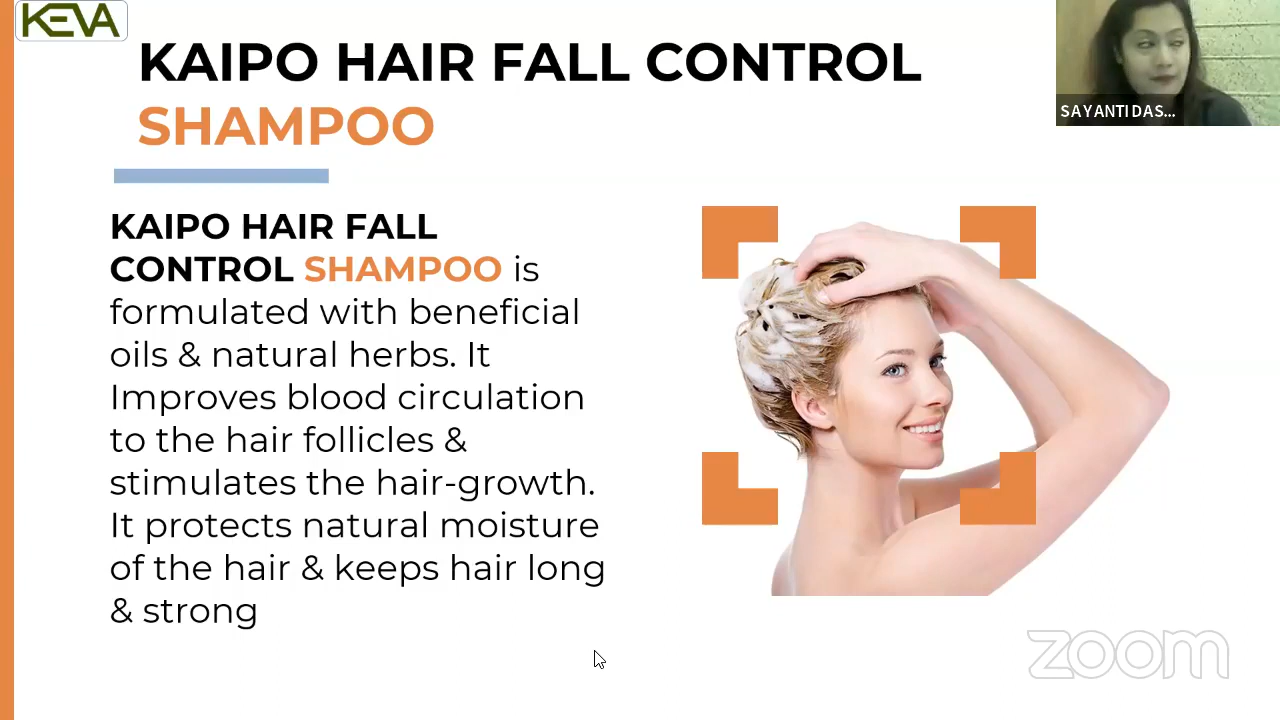 KEVA
KAIPO HAIR FALL CONTROL
SHAMPOO
SAYANTI DAS...
KAIPO HAIR FALL
CONTROL SHAMPOO is
formulated with beneficial
oils & natural herbs. It
Improves blood circulation
to the hair follicles &
stimulates the hair-growth.
It protects natural moisture
of the hair & keeps hair long
& strong
zoom